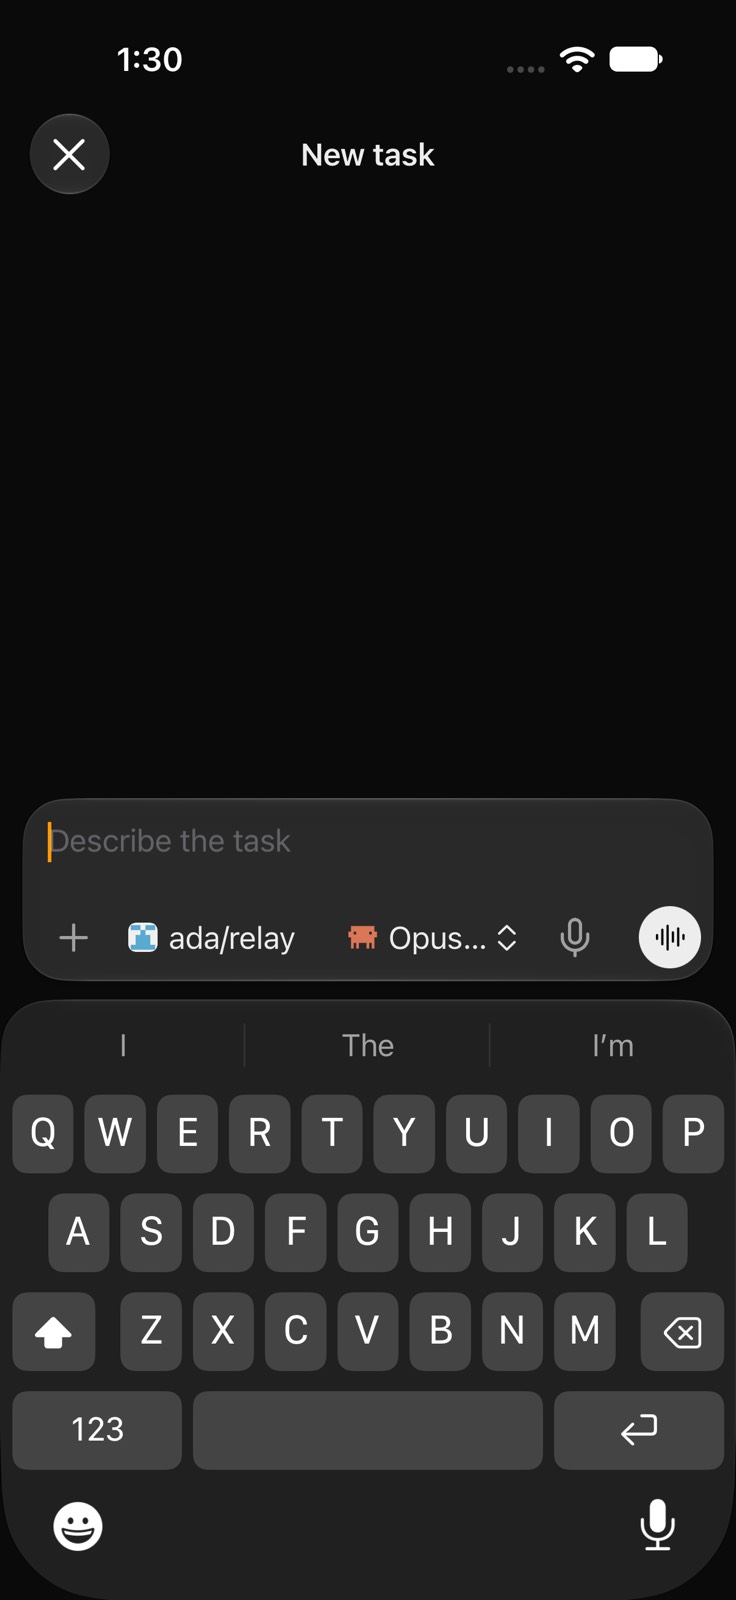 1:30
New task
Describe the task
ada/relay Opus...
I The I'm
Q W E R T Y U I O P
A S D F G H J K L
Z X C V B N M
123